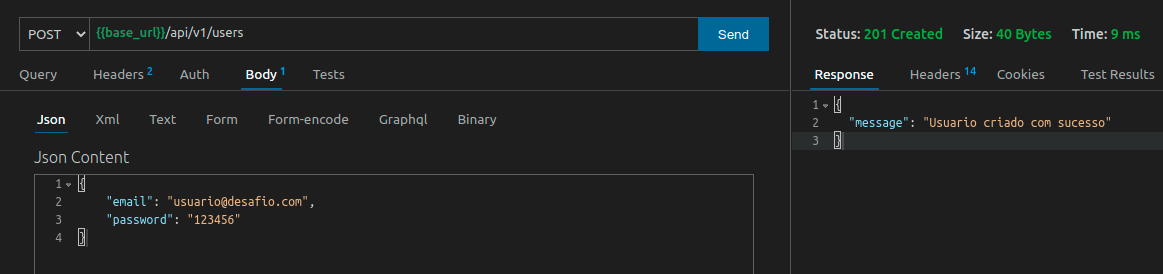 POST {{base_url}}/api/v1/users Send
Query Headers 2 Auth Body 1 Tests
Json Xml Text Form Form-encode Graphql Binary
Json Content
1 {
2 "email": "usuario@desafio.com",
3 "password": "123456"
4 }
Status: 201 Created Size: 40 Bytes Time: 9 ms
Response Headers 14 Cookies Test Results
1 {
2 "message": "Usuario criado com sucesso"
3 }